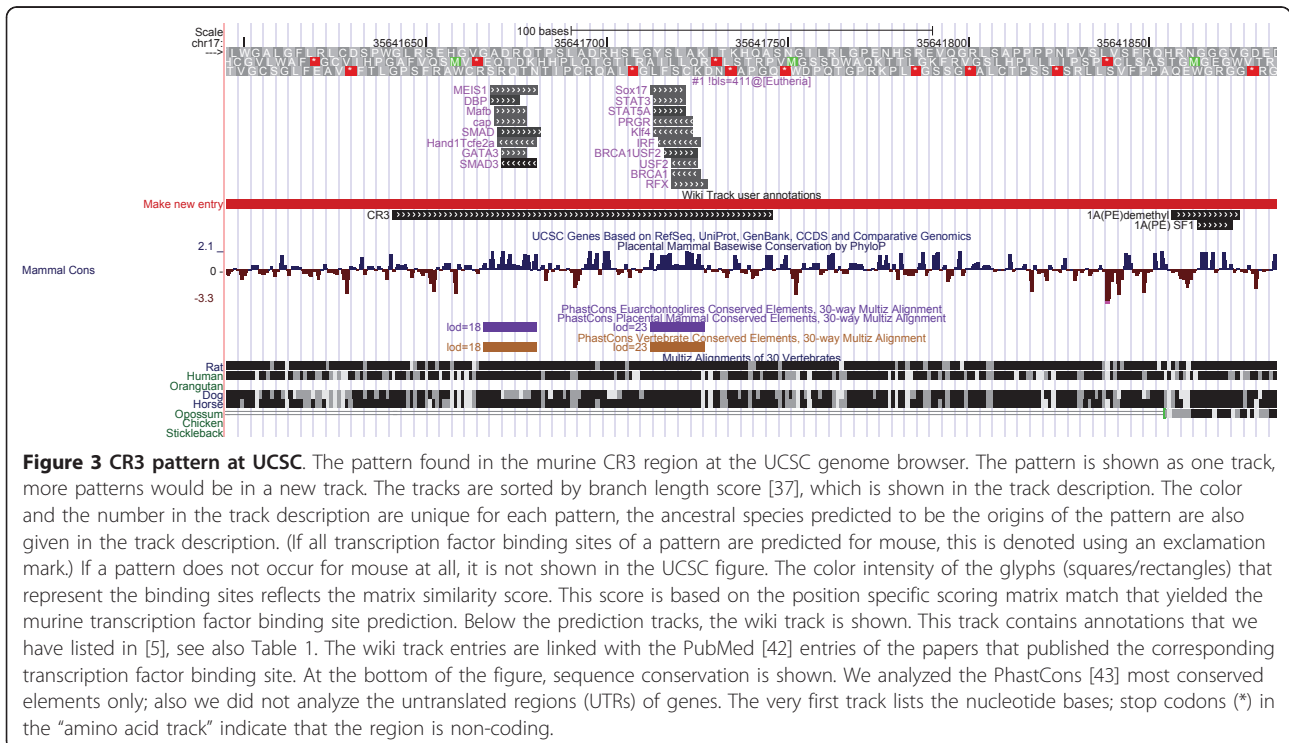 Scale
100 bases
chr17:
35641650
35641700
35641750
35641800
35641850
--->
#1 !bls=411@[Eutheria]
MEIS1
DBP
Mafb
cap
SMAD
Hand1Tcfe2a
GATA3
SMAD3
Sox17
STAT3
STAT5A
PRGR
Klf4
IRF
BRCA1USF2
USF2
BRCA1
RFX
Wiki Track user annotations
Make new entry
CR3
1A(PE)demethyl
1A(PE) SF1
UCSC Genes Based on RefSeq, UniProt, GenBank, CCDS and Comparative Genomics
Placental Mammal Basewise Conservation by PhyloP
2.1
Mammal Cons
0
-3.3
PhastCons Euarchontoglires Conserved Elements, 30-way Multiz Alignment
PhastCons Placental Mammal Conserved Elements, 30-way Multiz Alignment
lod=18
lod=23
PhastCons Vertebrate Conserved Elements, 30-way Multiz Alignment
lod=18
lod=23
Multiz Alignments of 30 Vertebrates
Rat
Human
Orangutan
Dog
Horse
Opossum
Chicken
Stickleback
Figure 3 CR3 pattern at UCSC. The pattern found in the murine CR3 region at the UCSC genome browser. The pattern is shown as one track,
more patterns would be in a new track. The tracks are sorted by branch length score [37], which is shown in the track description. The color
and the number in the track description are unique for each pattern, the ancestral species predicted to be the origins of the pattern are also
given in the track description. (If all transcription factor binding sites of a pattern are predicted for mouse, this is denoted using an exclamation
mark.) If a pattern does not occur for mouse at all, it is not shown in the UCSC figure. The color intensity of the glyphs (squares/rectangles) that
represent the binding sites reflects the matrix similarity score. This score is based on the position specific scoring matrix match that yielded the
murine transcription factor binding site prediction. Below the prediction tracks, the wiki track is shown. This track contains annotations that we
have listed in [5], see also Table 1. The wiki track entries are linked with the PubMed [42] entries of the papers that published the corresponding
transcription factor binding site. At the bottom of the figure, sequence conservation is shown. We analyzed the PhastCons [43] most conserved
elements only; also we did not analyze the untranslated regions (UTRs) of genes. The very first track lists the nucleotide bases; stop codons (*) in
the "amino acid track" indicate that the region is non-coding.